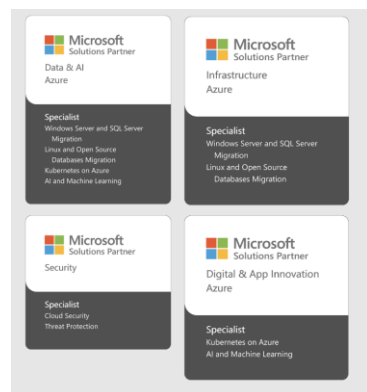 Microsoft
Solutions Partner
Data & AI
Azure
Specialist
Windows Server and SQL Server
Migration
Linux and Open Source
Databases Migration
Kubernetes on Azure
AI and Machine Learning
Microsoft
Solutions Partner
Infrastructure
Azure
Specialist
Windows Server and SQL Server
Migration
Linux and Open Source
Databases Migration
Microsoft
Solutions Partner
Security
Specialist
Cloud Security
Threat Protection
Microsoft
Solutions Partner
Digital & App Innovation
Azure
Specialist
Kubernetes on Azure
AI and Machine Learning